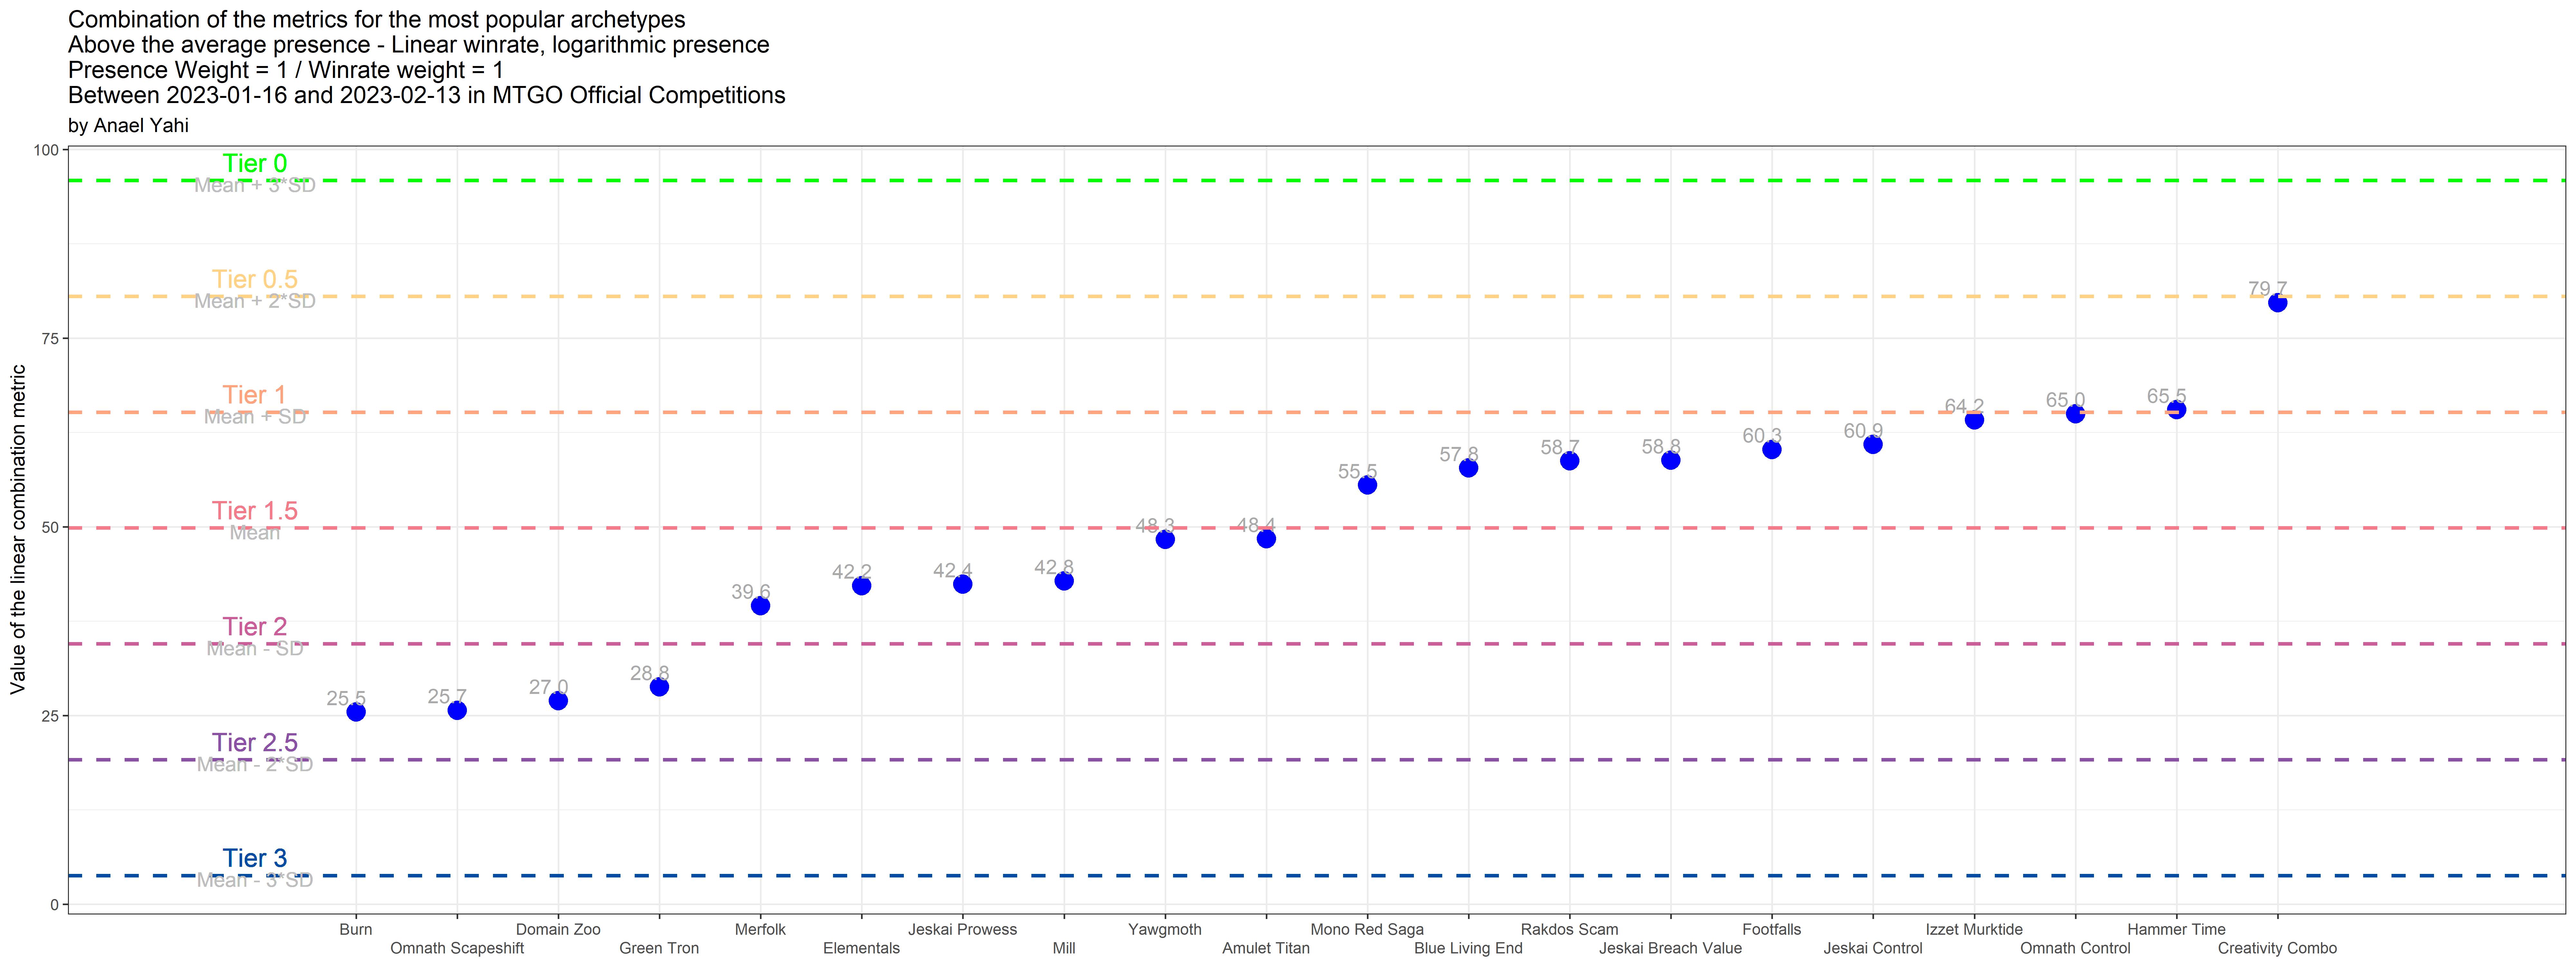 Combination of the metrics for the most popular archetypes
Above the average presence - Linear winrate, logarithmic presence
Presence Weight = 1 / Winrate weight = 1
Between 2023-01-16 and 2023-02-13 in MTGO Official Competitions
by Anael Yahi
Value of the linear combination metric
100
75
50
25
0
Tier 0
Mean + 3*SD
Tier 0.5
Mean + 2*SD
Tier 1
Mean + SD
Tier 1.5
Mean
Tier 2
Mean - SD
Tier 2.5
Mean - 2*SD
Tier 3
Mean - 3*SD
25.5
25.7
27.0
28.8
39.6
42.2
42.4
42.8
48.3
48.4
55.5
57.8
58.7
58.8
60.3
60.9
64.2
65.0
65.5
79.7
Burn
Omnath Scapeshift
Domain Zoo
Green Tron
Merfolk
Elementals
Jeskai Prowess
Mill
Yawgmoth
Amulet Titan
Mono Red Saga
Blue Living End
Rakdos Scam
Jeskai Breach Value
Footfalls
Jeskai Control
Izzet Murktide
Omnath Control
Hammer Time
Creativity Combo